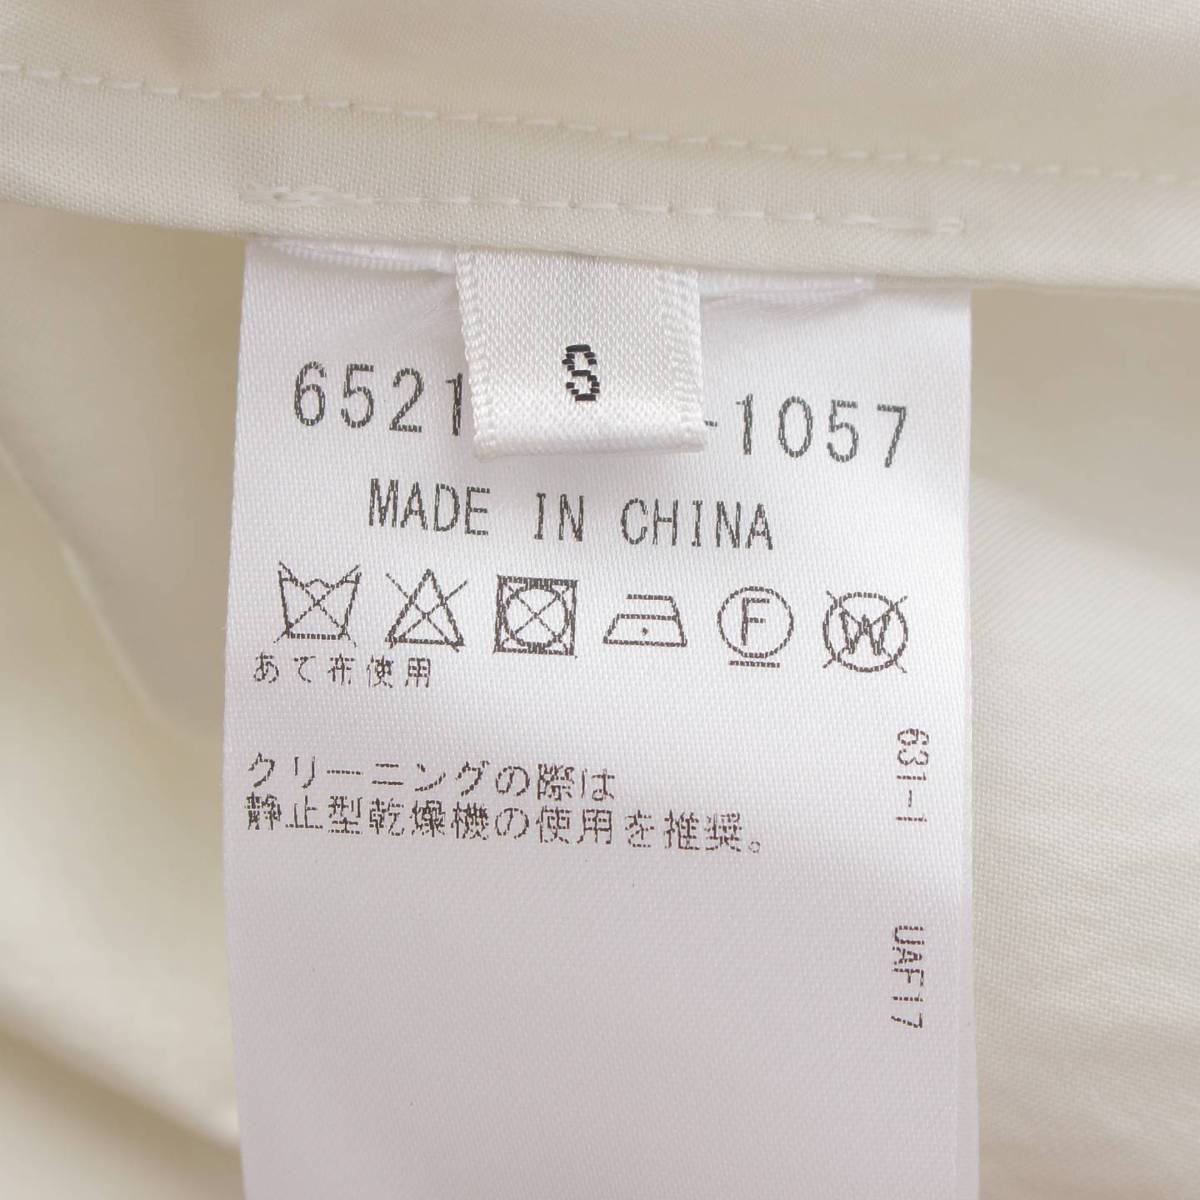 S
6521 -1057
MADE IN CHINA
F W
あて布使用
クリーニングの際は
静止型乾燥機の使用を推奨。
631-1
UAF17